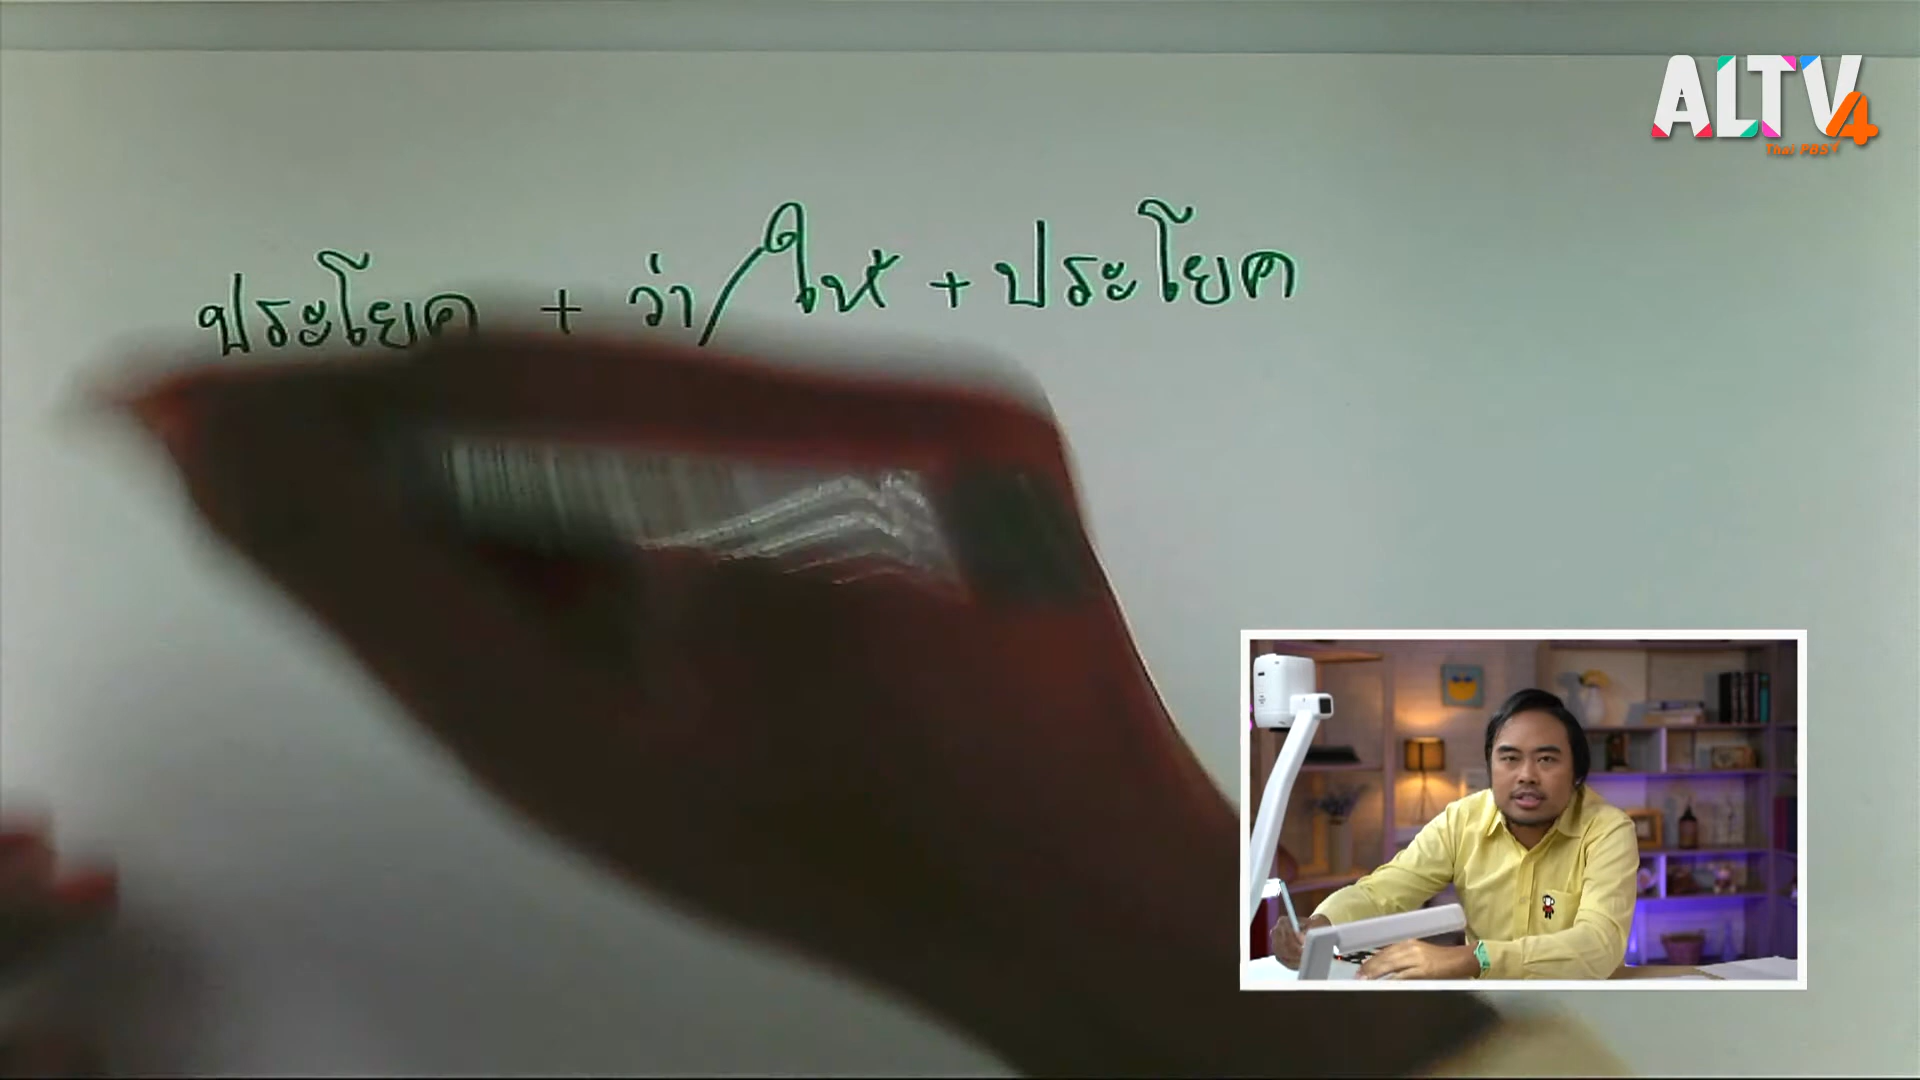 ALTV4
Thai PBS
ประโยค + ว่า/ให้ + ประโยค